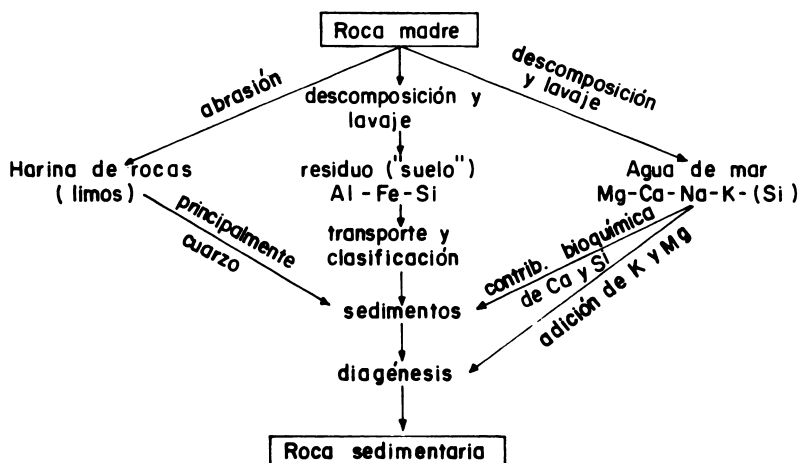 Roca madre
abrasión
descomposición y
lavaje
descomposición
y lavaje
Harina de rocas
(limos)
residuo ("suelo")
Al-Fe-Si
Agua de mar
Mg-Ca-Na-K-(Si)
principalmente
cuarzo
transporte y
clasificación
contrib. bioquímica
de Ca y Si
adición de K y Mg
sedimentos
diagénesis
Roca sedimentaria